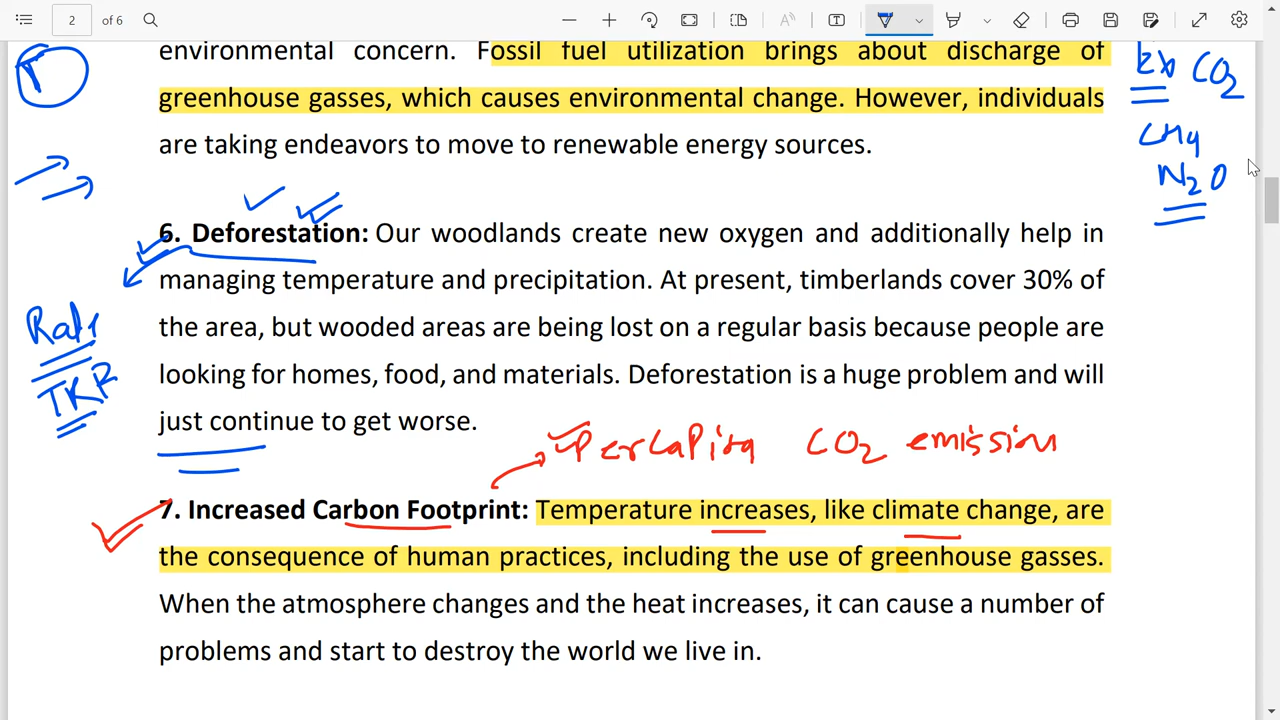 2 of 6
environmental concern. Fossil fuel utilization brings about discharge of
greenhouse gasses, which causes environmental change. However, individuals
are taking endeavors to move to renewable energy sources.
Ex CO2
CH4
N2O
6. Deforestation: Our woodlands create new oxygen and additionally help in
managing temperature and precipitation. At present, timberlands cover 30% of
the area, but wooded areas are being lost on a regular basis because people are
looking for homes, food, and materials. Deforestation is a huge problem and will
just continue to get worse.
TKR
Percapita CO2 emission
7. Increased Carbon Footprint: Temperature increases, like climate change, are
the consequence of human practices, including the use of greenhouse gasses.
When the atmosphere changes and the heat increases, it can cause a number of
problems and start to destroy the world we live in.